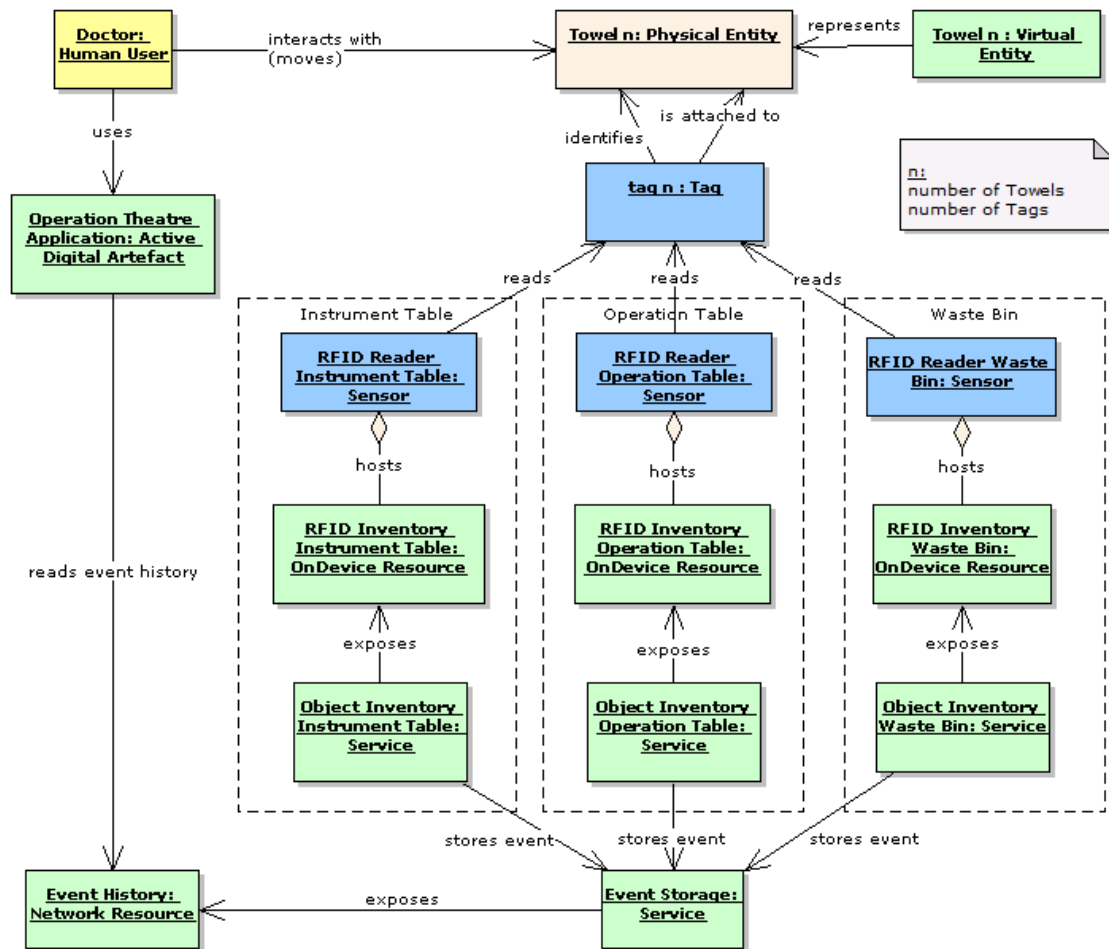 Doctor:
Human User
interacts with
(moves)
Towel n: Physical Entity
represents
Towel n : Virtual
Entity
uses
identifies
is attached to
n:
number of Towels
number of Tags
tag n : Tag
Operation Theatre
Application: Active
Digital Artefact
reads
reads
reads
Instrument Table
Operation Table
Waste Bin
RFID Reader
Instrument Table:
Sensor
RFID Reader
Operation Table:
Sensor
RFID Reader Waste
Bin: Sensor
hosts
hosts
hosts
RFID Inventory
Instrument Table:
OnDevice Resource
RFID Inventory
Operation Table:
OnDevice Resource
RFID Inventory
Waste Bin:
OnDevice Resource
reads event history
exposes
exposes
exposes
Object Inventory
Instrument Table:
Service
Object Inventory
Operation Table:
Service
Object Inventory
Waste Bin: Service
stores event
stores event
stores event
Event History:
Network Resource
exposes
Event Storage:
Service